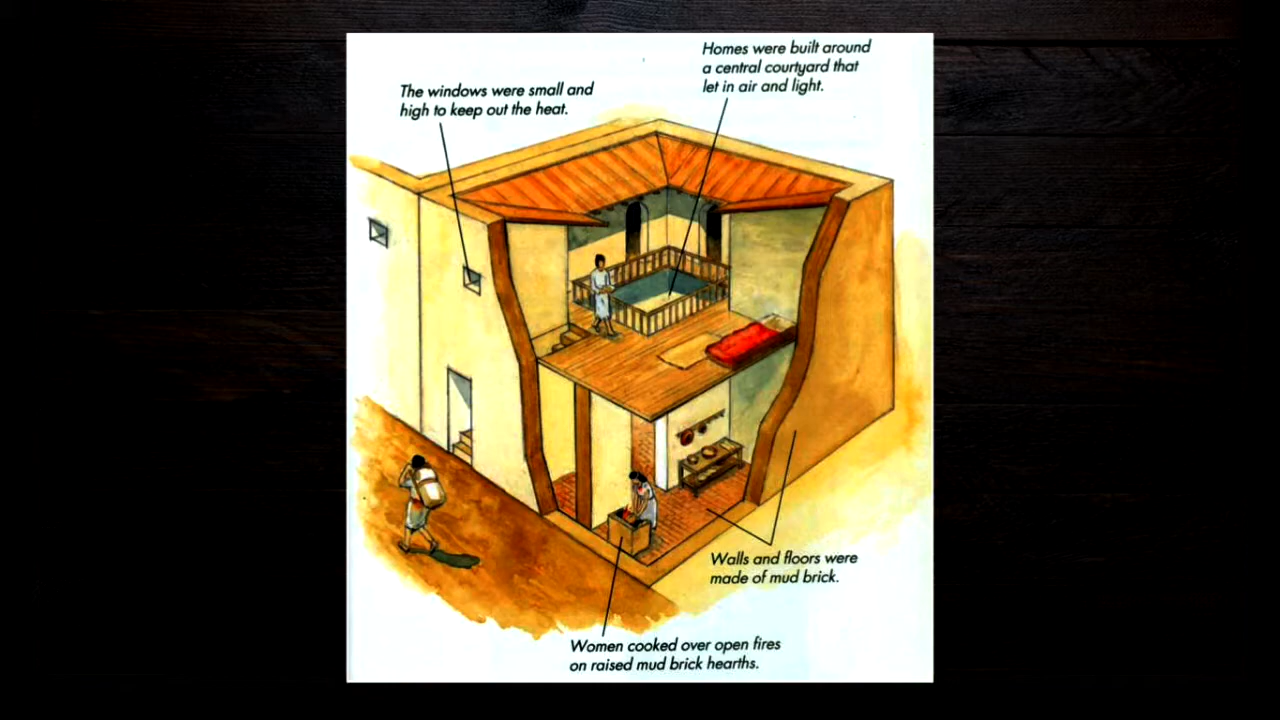 Homes were built around
a central courtyard that
let in air and light.
The windows were small and
high to keep out the heat.
Walls and floors were
made of mud brick.
Women cooked over open fires
on raised mud brick hearths.